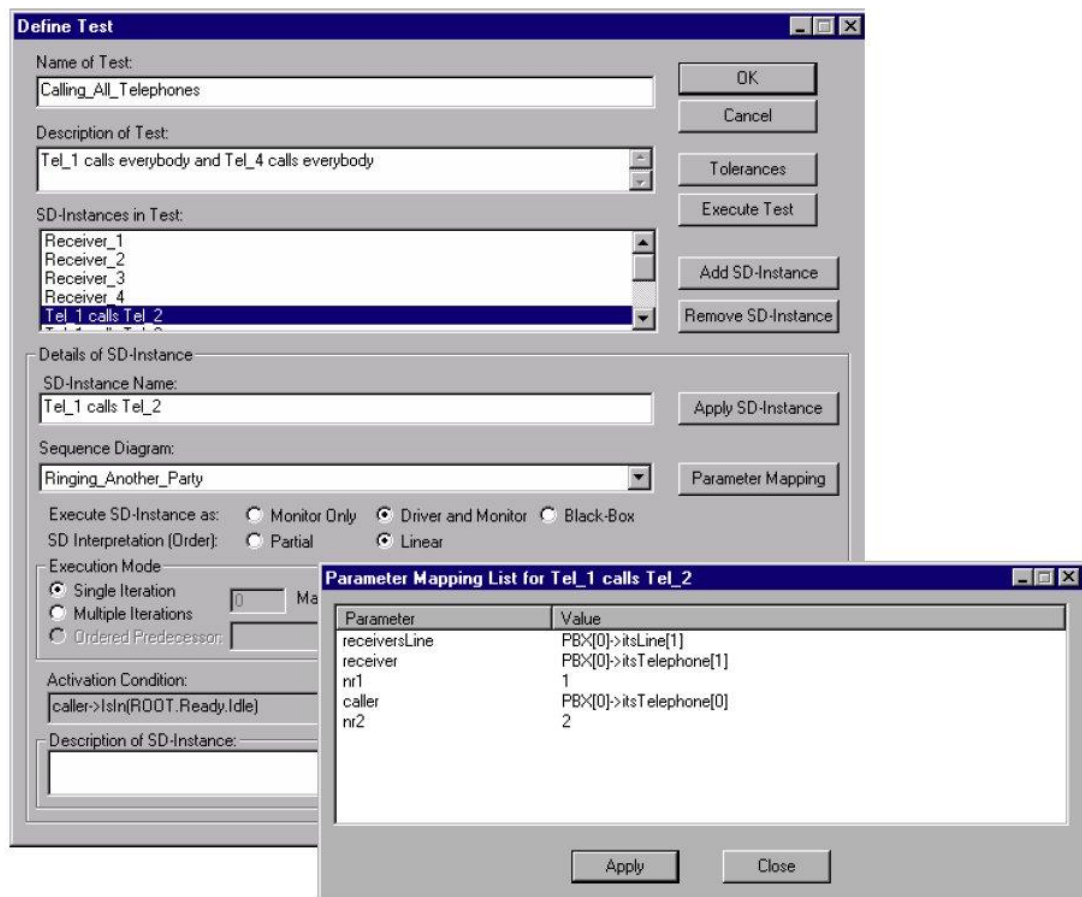 Define Test
Name of Test:
Calling_All_Telephones
OK
Cancel
Description of Test:
Tel_1 calls everybody and Tel_4 calls everybody
Tolerances
Execute Test
SD-Instances in Test:
Receiver_1
Receiver_2
Receiver_3
Receiver_4
Tel_1 calls Tel_2
Add SD-Instance
Remove SD-Instance
Details of SD-Instance
SD-Instance Name:
Tel_1 calls Tel_2
Apply SD-Instance
Sequence Diagram:
Ringing_Another_Party
Parameter Mapping
Execute SD-Instance as: Monitor Only Driver and Monitor Black-Box
SD Interpretation (Order): Partial Linear
Execution Mode
Single Iteration
Multiple Iterations
0 Ma
Ordered Predecessor:
Activation Condition:
caller->IsIn(ROOT.Ready.Idle)
Description of SD-Instance:
Parameter Mapping List for Tel_1 calls Tel_2
Parameter Value
receiversLine PBX[0]->itsLine[1]
receiver PBX[0]->itsTelephone[1]
nr1 1
caller PBX[0]->itsTelephone[0]
nr2 2
Apply Close